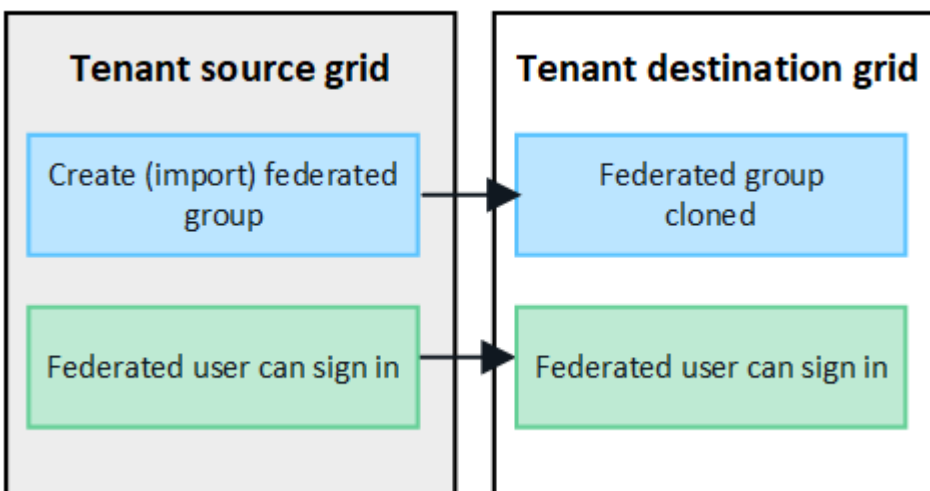 Tenant source grid
Create (import) federated
group
Federated user can sign in
Tenant destination grid
Federated group
cloned
Federated user can sign in